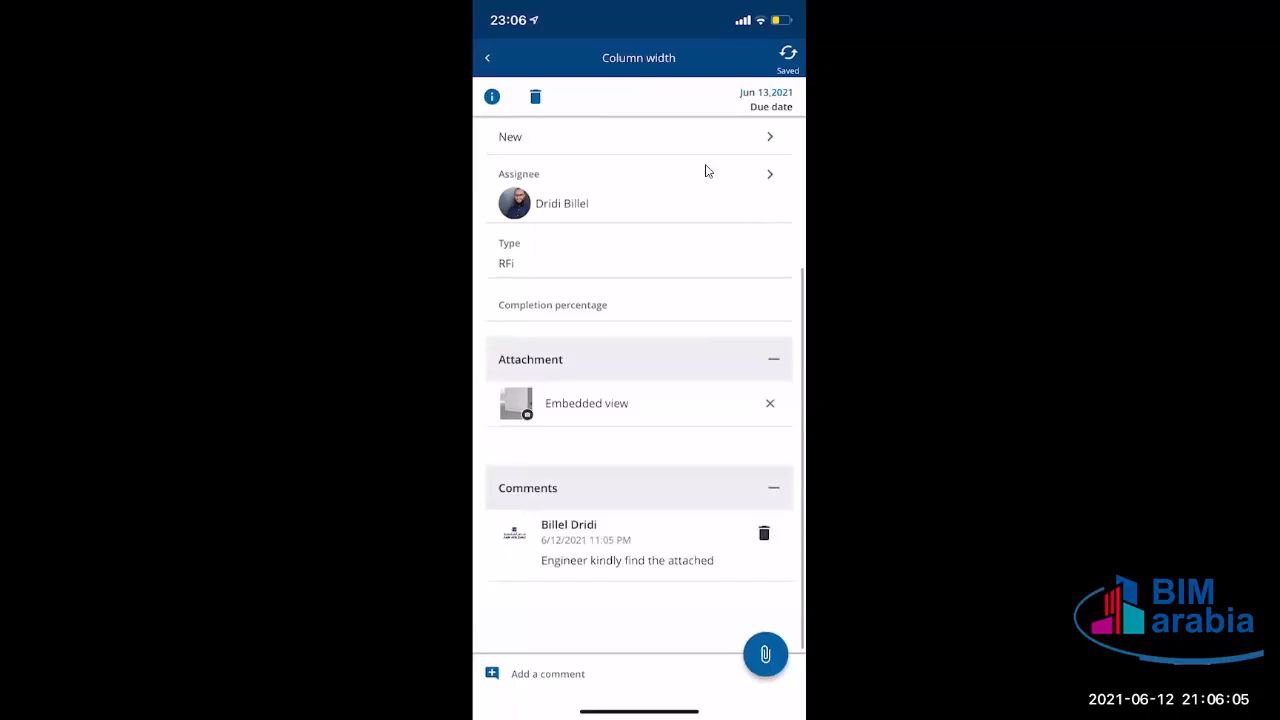 23:06
Column width
Saved
Jun 13,2021
Due date
New
Assignee
Dridi Billel
Type
RFi
Completion percentage
Attachment
Embedded view
Comments
Billel Dridi
6/12/2021 11:05 PM
Engineer kindly find the attached
Add a comment
BIM
arabia
2021-06-12 21:06:05